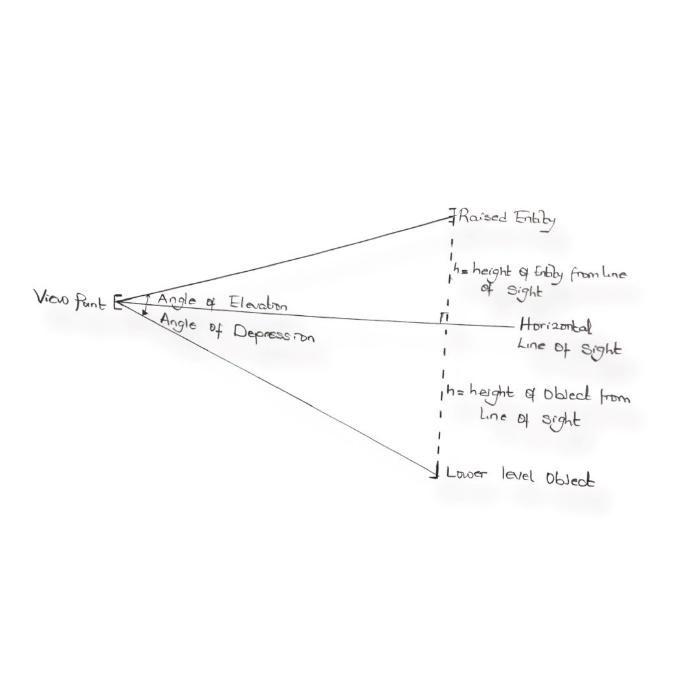 Raised Entity
h= height of Entity from Line
of Sight
View Point
Angle of Elevation
Angle of Depression
Horizontal
Line of Sight
h= height of Object from
Line of Sight
Lower level Object